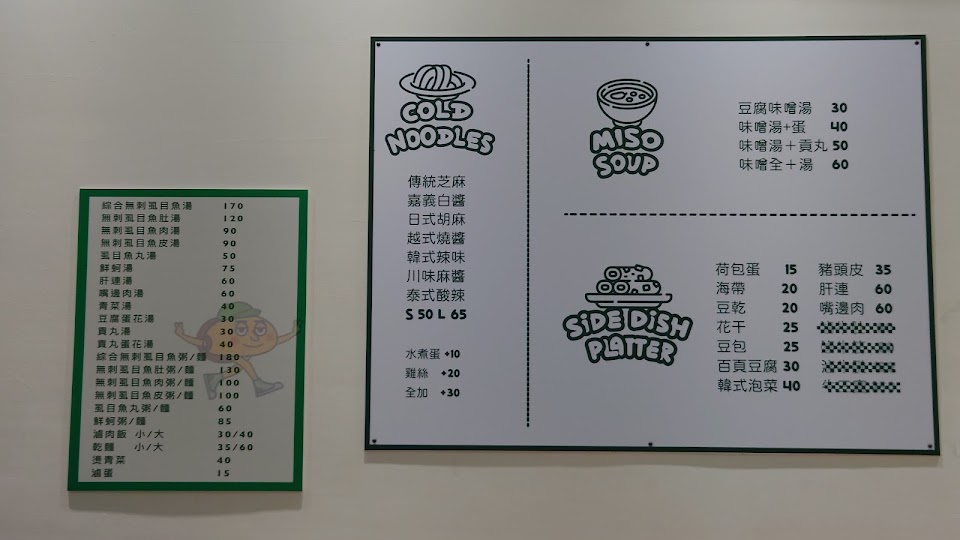 綜合無刺虱目魚湯 170
無刺虱目魚肚湯 120
無刺虱目魚肉湯 90
無刺虱目魚皮湯 90
虱目魚丸湯 50
鮮蚵湯 75
肝連湯 60
嘴邊肉湯 60
青菜湯 40
豆腐蛋花湯 30
貢丸湯 30
貢丸蛋花湯 40
綜合無刺虱目魚粥/麵 180
無刺虱目魚肚粥/麵 130
無刺虱目魚肉粥/麵 100
無刺虱目魚皮粥/麵 100
虱目魚丸粥/麵 60
鮮蚵粥/麵 85
滷肉飯 小/大 30/40
乾麵 小/大 35/60
燙青菜 40
滷蛋 15
COLD
NOODLES
傳統芝麻
嘉義白醬
日式胡麻
越式燒醬
韓式辣味
川味麻醬
泰式酸辣
S 50 L 65
水煮蛋 +10
雞絲 +20
全加 +30
MISO
SOUP
豆腐味噌湯 30
味噌湯+蛋 40
味噌湯+貢丸 50
味噌全+湯 60
SIDE DISH
PLATTER
荷包蛋 15
海帶 20
豆乾 20
花干 25
豆包 25
百頁豆腐 30
韓式泡菜 40
豬頭皮 35
肝連 60
嘴邊肉 60